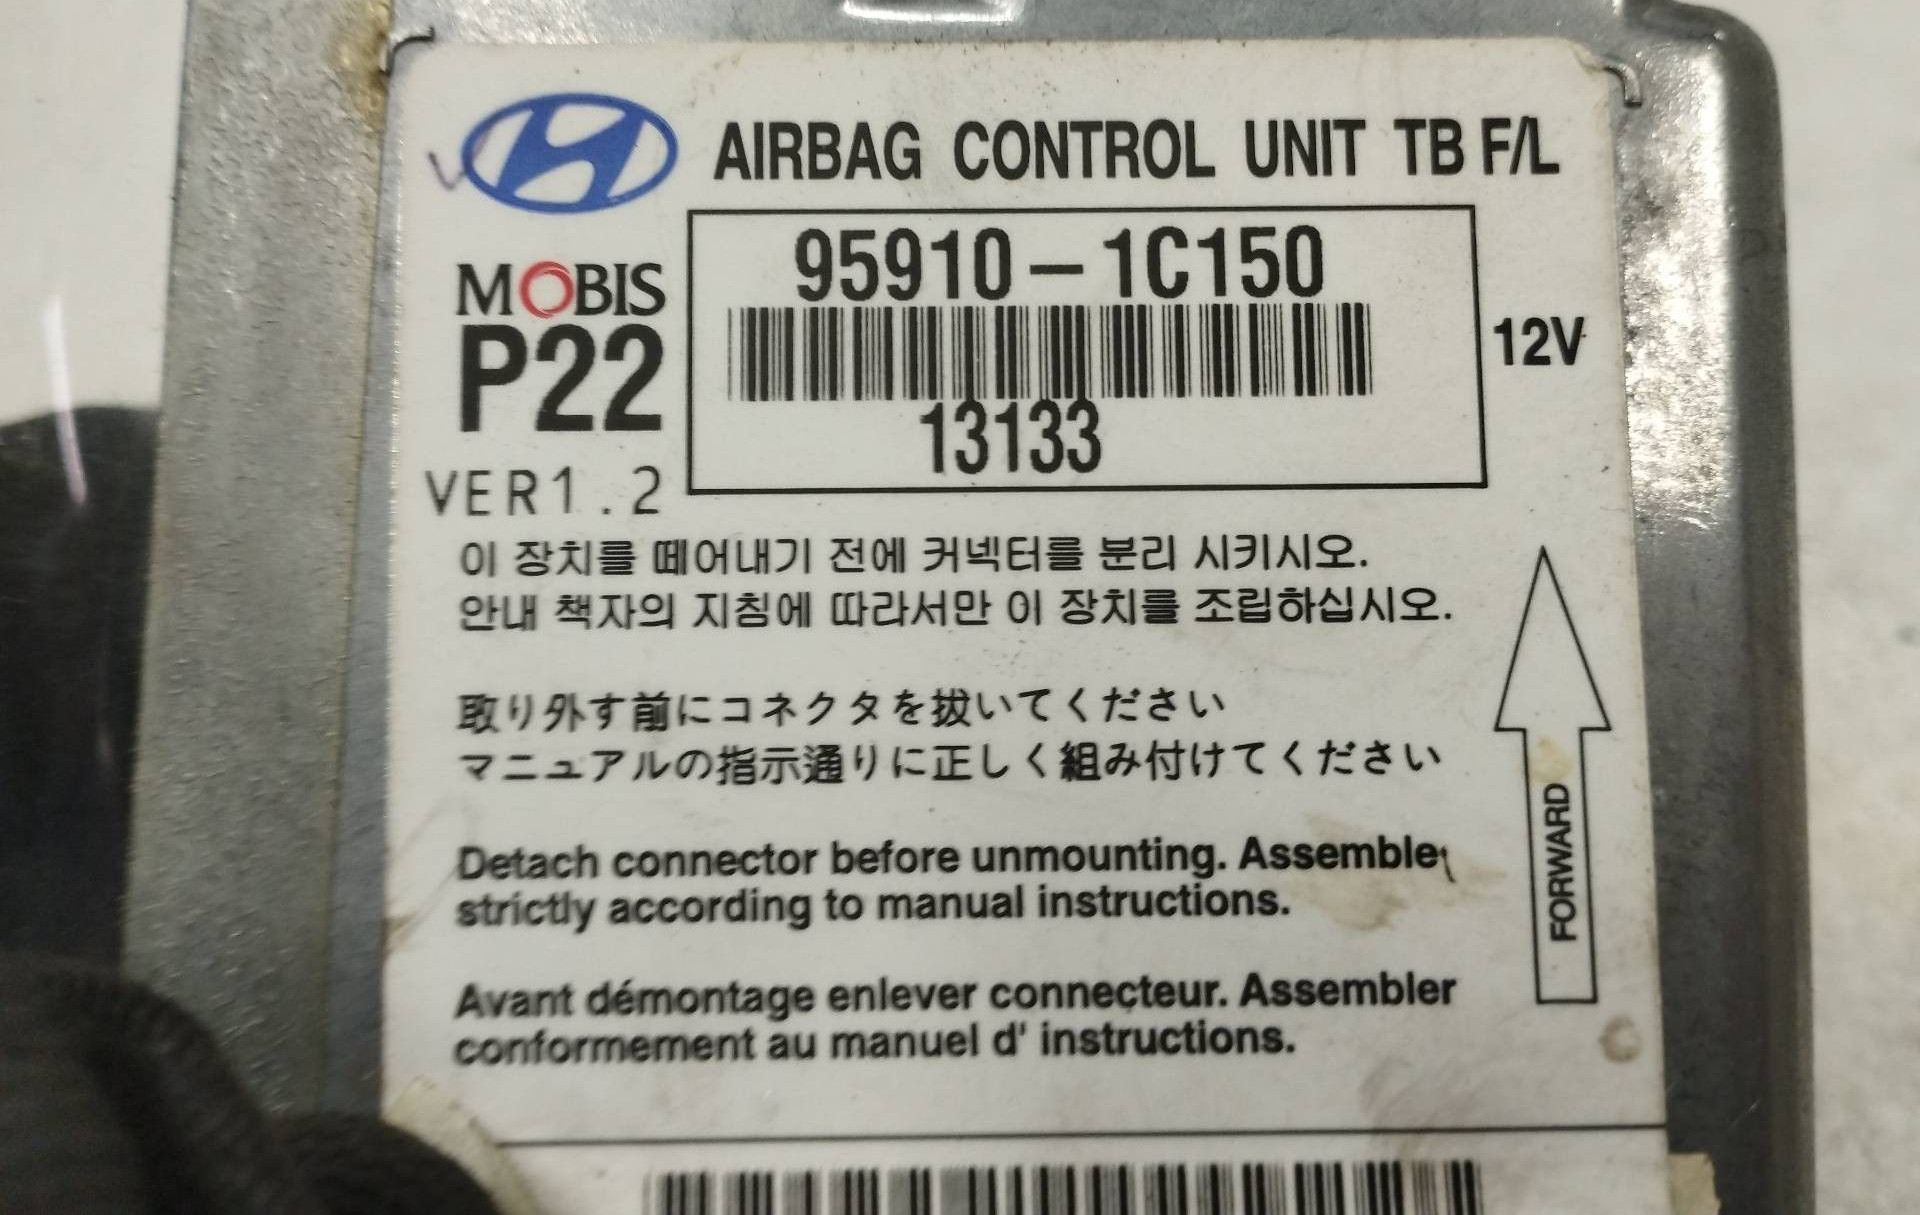 AIRBAG CONTROL UNIT TB F/L
MOBIS
P22
VER1.2
95910-1C150
13133
12V
이 장치를 떼어내기 전에 커넥터를 분리 시키시오.
안내 책자의 지침에 따라서만 이 장치를 조립하십시오.
取り外す前にコネクタを抜いてください
マニュアルの指示通りに正しく組み付けてください
Detach connector before unmounting. Assemble
strictly according to manual instructions.
Avant démontage enlever connecteur. Assembler
conformement au manuel d' instructions.
FORWARD